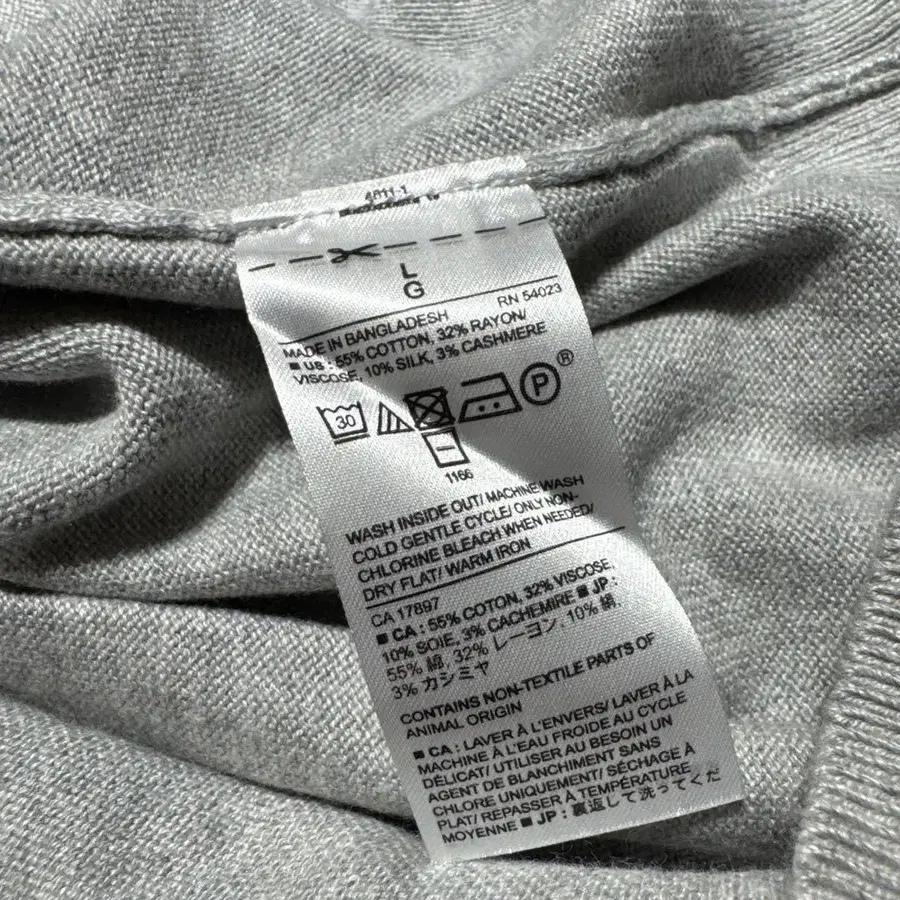 4011-1
L
G
RN 54023
MADE IN BANGLADESH
■ US : 55% COTTON, 32% RAYON/
VISCOSE, 10% SILK, 3% CASHMERE
30
P®
1166
WASH INSIDE OUT/ MACHINE WASH
COLD GENTLE CYCLE/ ONLY NON-
CHLORINE BLEACH WHEN NEEDED/
DRY FLAT/ WARM IRON
CA 17897
■ CA : 55% COTTON, 32% VISCOSE,
10% SOIE, 3% CACHEMIRE ■ JP :
55% 綿, 32% レーヨン, 10% 絹,
3% カシミヤ
CONTAINS NON-TEXTILE PARTS OF
ANIMAL ORIGIN
■ CA : LAVER À L'ENVERS/ LAVER À LA
MACHINE À L'EAU FROIDE AU CYCLE
DÉLICAT/ UTILISER AU BESOIN UN
AGENT DE BLANCHIMENT SANS
CHLORE UNIQUEMENT/ SÉCHAGE À
PLAT/ REPASSER À TEMPÉRATURE
MOYENNE ■ JP : 裏返して洗ってくだ